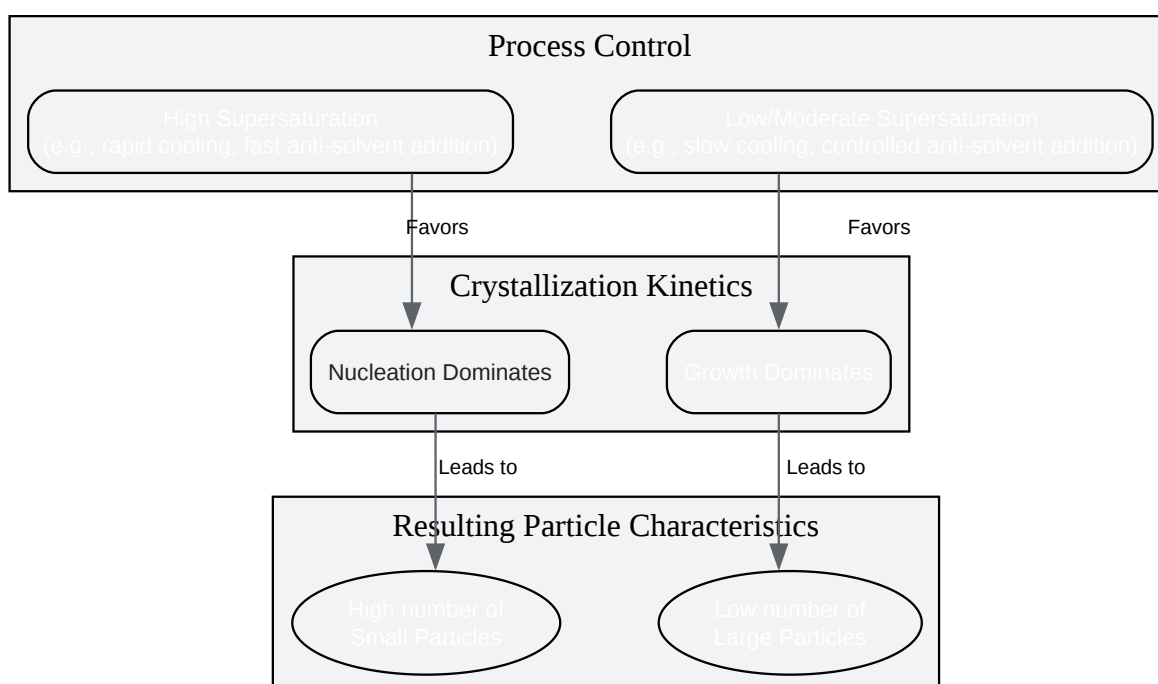 Process Control
High Supersaturation
(e.g., rapid cooling, fast anti-solvent addition)
Low/Moderate Supersaturation
(e.g., slow cooling, controlled anti-solvent addition)
Favors
Favors
Crystallization Kinetics
Nucleation Dominates
Growth Dominates
Leads to
Leads to
Resulting Particle Characteristics
High number of
Small Particles
Low number of
Large Particles